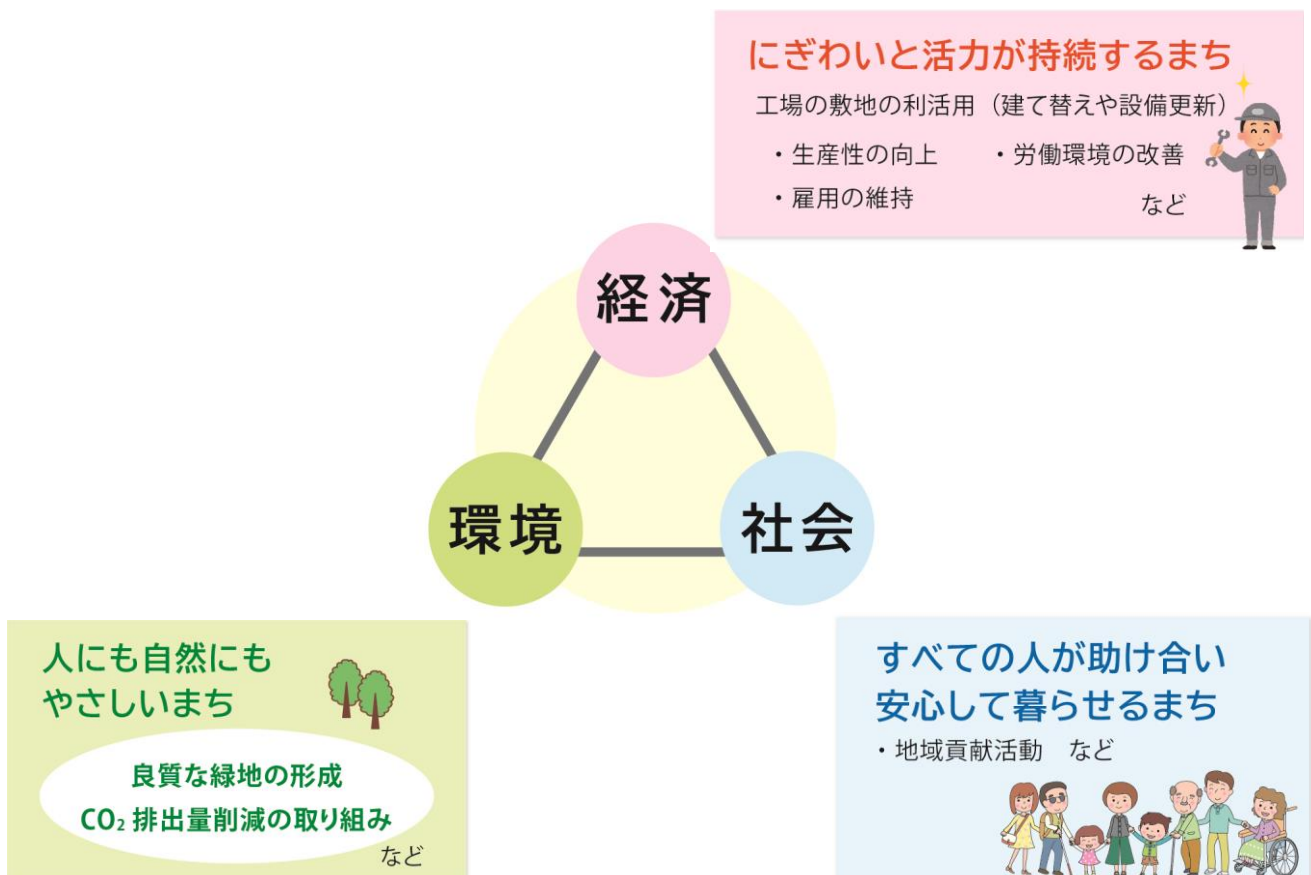 にぎわいと活力が持続するまち
工場の敷地の利活用（建て替えや設備更新）
・生産性の向上　・労働環境の改善
・雇用の維持　など
経済
環境
社会
人にも自然にも
やさしいまち
良質な緑地の形成
CO₂排出量削減の取り組み
など
すべての人が助け合い
安心して暮らせるまち
・地域貢献活動　など